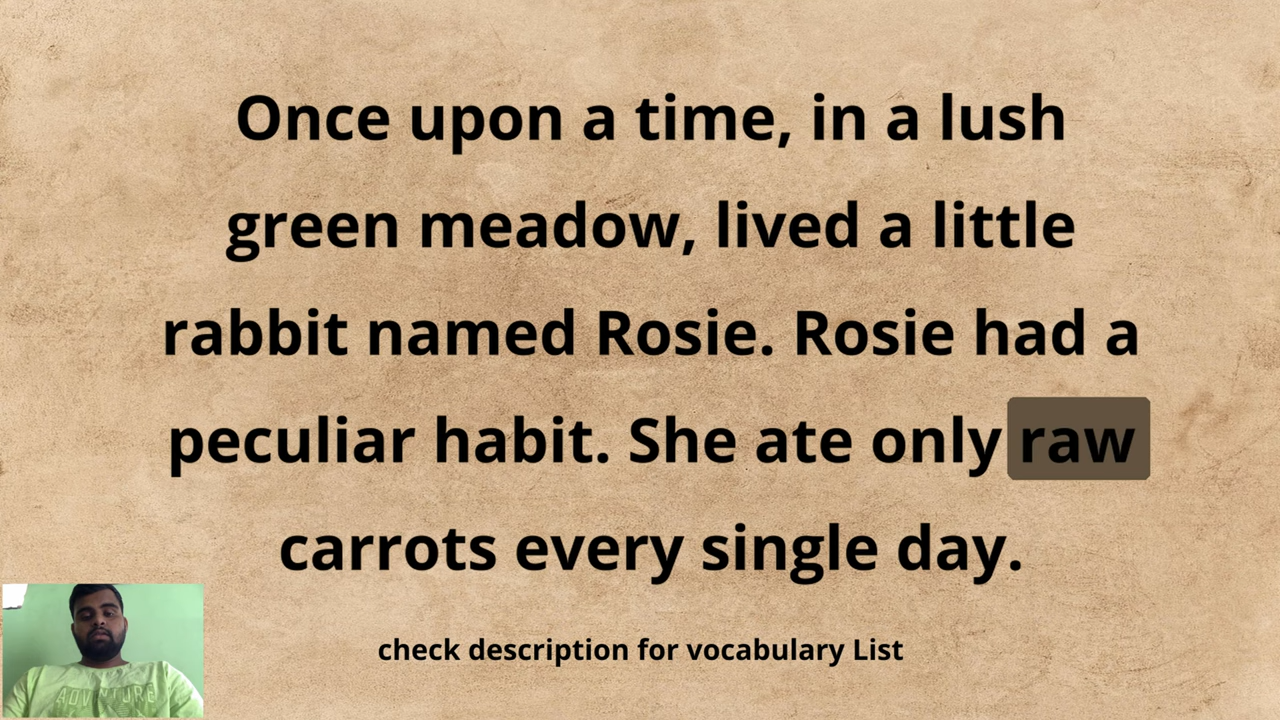 Once upon a time, in a lush
green meadow, lived a little
rabbit named Rosie. Rosie had a
peculiar habit. She ate only raw
carrots every single day.
check description for vocabulary List
ADVENTURE